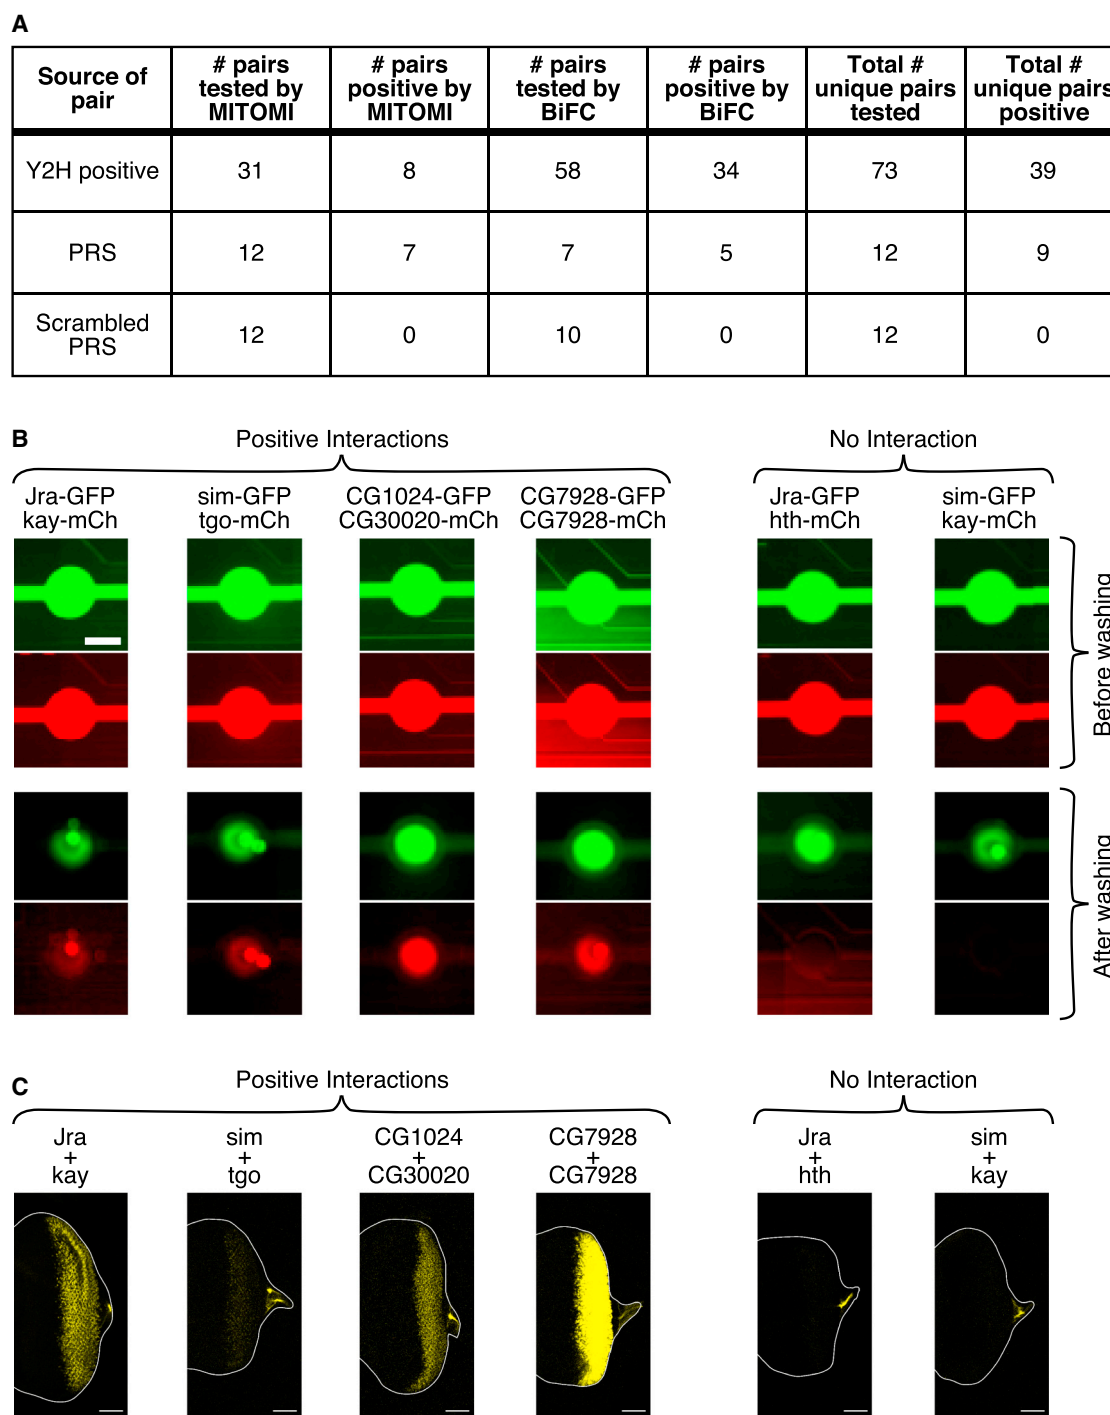 A
Source of pair
# pairs tested by MITOMI
# pairs positive by MITOMI
# pairs tested by BiFC
# pairs positive by BiFC
Total # unique pairs tested
Total # unique pairs positive
Y2H positive 31 8 58 34 73 39
PRS 12 7 7 5 12 9
Scrambled PRS 12 0 10 0 12 0
B
Positive Interactions
No Interaction
Jra-GFP
kay-mCh
sim-GFP
tgo-mCh
CG1024-GFP
CG30020-mCh
CG7928-GFP
CG7928-mCh
Jra-GFP
hth-mCh
sim-GFP
kay-mCh
Before washing
After washing
C
Positive Interactions
No Interaction
Jra
+
kay
sim
+
tgo
CG1024
+
CG30020
CG7928
+
CG7928
Jra
+
hth
sim
+
kay